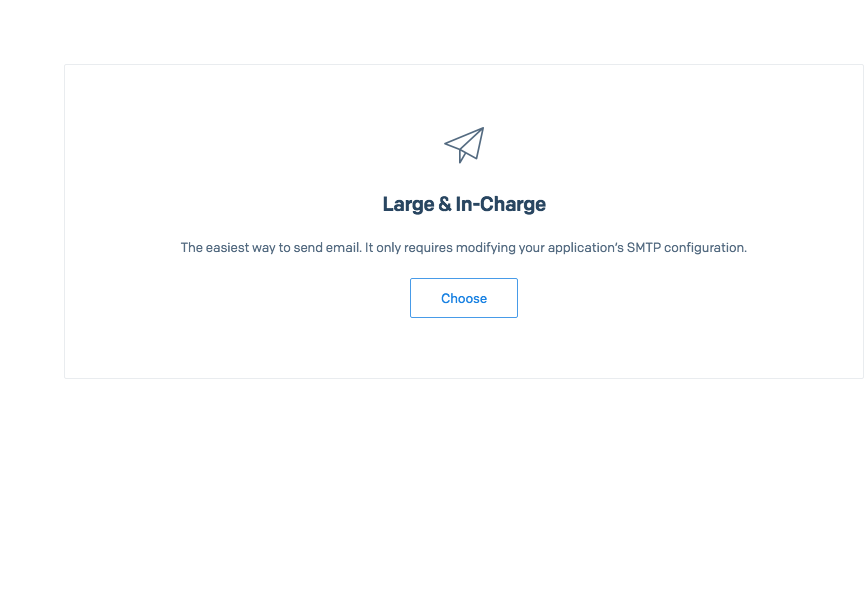 Large & In-Charge
The easiest way to send email. It only requires modifying your application's SMTP configuration.
Choose